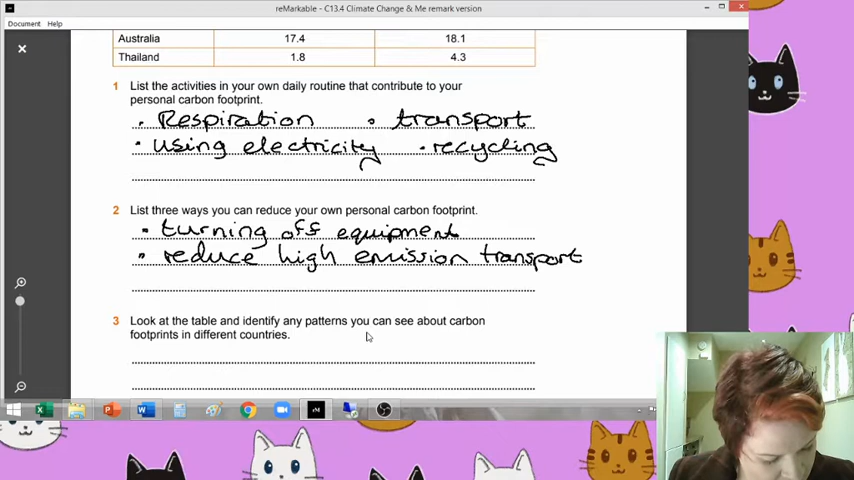 reMarkable - C13.4 Climate Change & Me remark version
Document Help
Australia 17.4 18.1
Thailand 1.8 4.3
1 List the activities in your own daily routine that contribute to your
personal carbon footprint.
• Respiration • transport
• using electricity • recycling
2 List three ways you can reduce your own personal carbon footprint.
• turning off equipment
• reduce high emission transport
3 Look at the table and identify any patterns you can see about carbon
footprints in different countries.